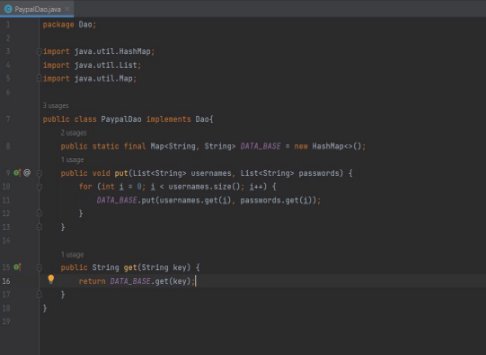 PaypalDao.java ×
1 package Dao;
2
3 import java.util.HashMap;
4 import java.util.List;
5 import java.util.Map;
6
3 usages
7 public class PaypalDao implements Dao{
2 usages
8 public static final Map<String, String> DATA_BASE = new HashMap<>();
1 usage
9 @ public void put(List<String> usernames, List<String> passwords) {
10 for (int i = 0; i < usernames.size(); i++) {
11 DATA_BASE.put(usernames.get(i), passwords.get(i));
12 }
13 }
14
1 usage
15 public String get(String key) {
16 return DATA_BASE.get(key);
17 }
18 }
19